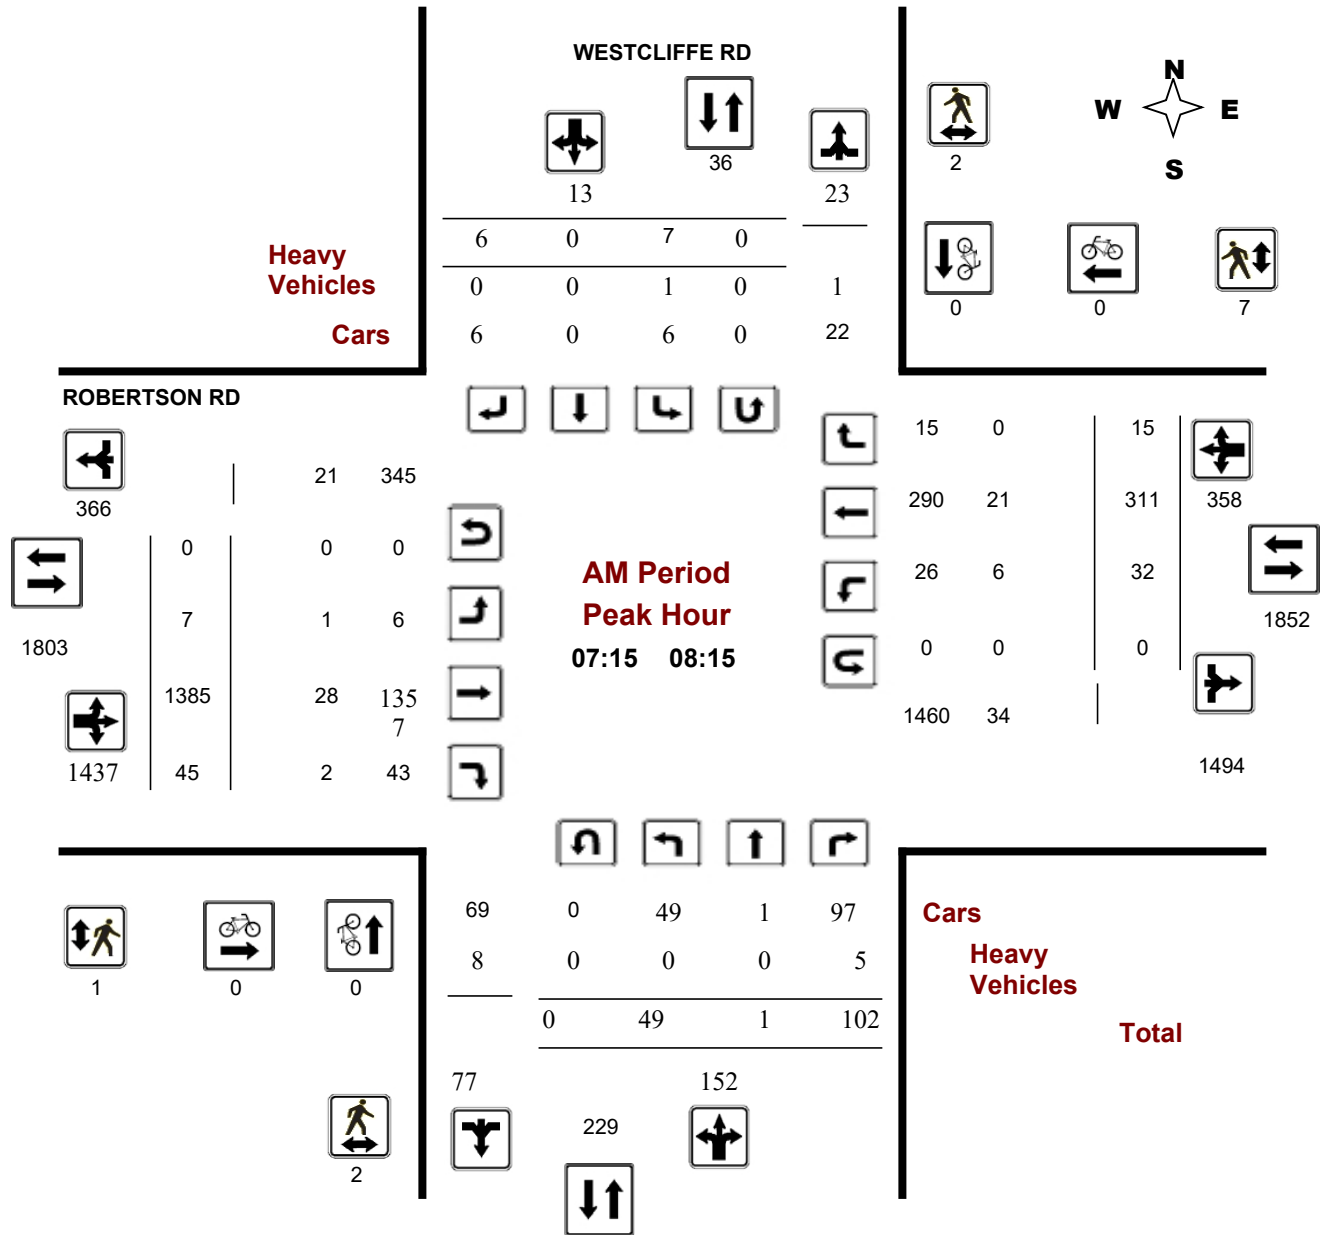 WESTCLIFFE RD
N
W E
S
36
2
13 23
6 0 7 0
Heavy
Vehicles
0 0 1 0 1
0 0 7
Cars 6 0 6 0 22
ROBERTSON RD
15 0 15
21 345
366
290 21 311 358
0 0 0
AM Period
26 6 32
Peak Hour
7 1 6
1852
1803
07:15 08:15
0 0 0
1385 28 135
7
1460 34
1437 45 2 43
1494
69 0 49 1 97 Cars
8 0 0 0 5 Heavy
Vehicles
1 0 0
0 49 1 102
Total
77 152
229
2